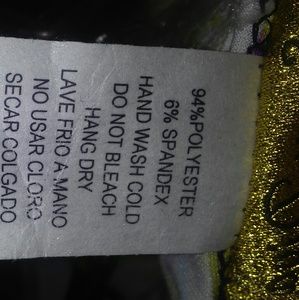 94%POLYESTER
6% SPANDEX
HAND WASH COLD
DO NOT BLEACH
HANG DRY
LAVE FRIO A MANO
NO USAR CLORO
SECAR COLGADO